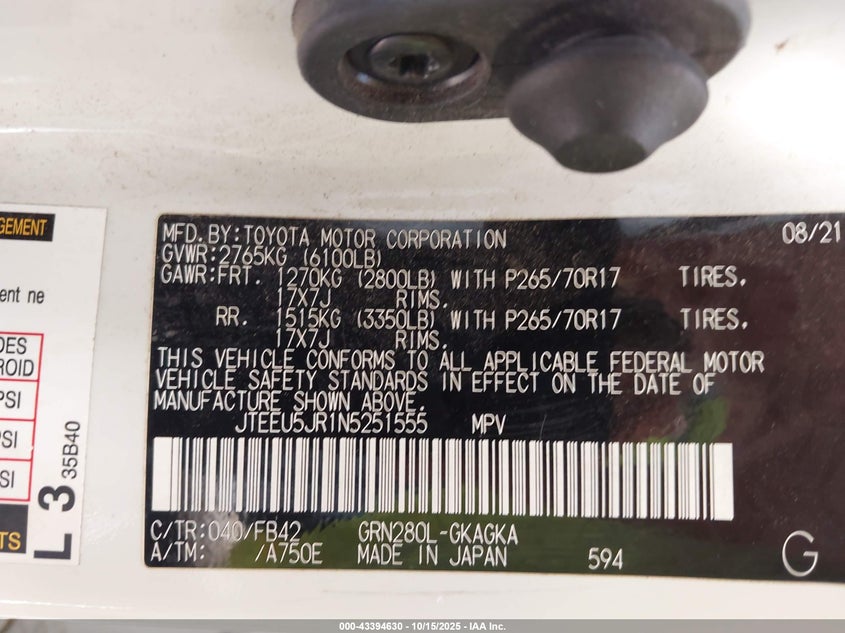 MFD.BY:TOYOTA MOTOR CORPORATION 08/21
GVWR:2765KG (6100LB)
GAWR:FRT. 1270KG (2800LB) WITH P265/70R17 TIRES,
17X7J RIMS.
RR. 1515KG (3350LB) WITH P265/70R17 TIRES,
17X7J RIMS.
THIS VEHICLE CONFORMS TO ALL APPLICABLE FEDERAL MOTOR
VEHICLE SAFETY STANDARDS IN EFFECT ON THE DATE OF
MANUFACTURE SHOWN ABOVE.
JTEEU5JR1N5251555 MPV
C/TR:040/FB42 GRN280L-GKAGKA
A/TM: /A750E MADE IN JAPAN 594
G
GEMENT
ent ne
DES
ROID
PSI
PSI
SI
TS
L 3 35B40
000-43394630 - 10/15/2025 - IAA Inc.